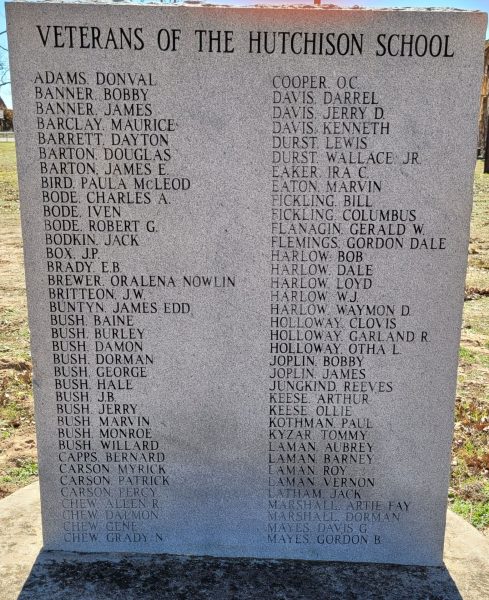 VETERANS OF THE HUTCHISON SCHOOL
ADAMS, DONVAL
BANNER, BOBBY
BANNER, JAMES
BARCLAY, MAURICE
BARRETT, DAYTON
BARTON, DOUGLAS
BARTON, JAMES E.
BIRD, PAULA MCLEOD
BODE, CHARLES A.
BODE, IVEN
BODE, ROBERT G.
BODKIN, JACK
BOX, J.P.
BRADY, E.B.
BREWER, ORALENA NOWLIN
BRITTEON, J.W.
BUNTYN, JAMES EDD
BUSH, BAINE
BUSH, BURLEY
BUSH, DAMON
BUSH, DORMAN
BUSH, GEORGE
BUSH, HALE
BUSH, J.B.
BUSH, JERRY
BUSH, MARVIN
BUSH, MONROE
BUSH, WILLARD
CAPPS, BERNARD
CARSON, MYRICK
CARSON, PATRICK
CARSON, PERCY
CHEW, ALLEN R.
CHEW, DALMON
CHEW, GENE
CHEW, GRADY N.
COOPER, O.C.
DAVIS, DARREL
DAVIS, JERRY D.
DAVIS, KENNETH
DURST, LEWIS
DURST, WALLACE, JR.
EAKER, IRA C.
EATON, MARVIN
FICKLING, BILL
FICKLING, COLUMBUS
FLANAGIN, GERALD W.
FLEMINGS, GORDON DALE
HARLOW, BOB
HARLOW, DALE
HARLOW, LOYD
HARLOW, W.J.
HARLOW, WAYMON D.
HOLLOWAY, CLOVIS
HOLLOWAY, GARLAND R.
HOLLOWAY, OTHA L.
JOPLIN, BOBBY
JOPLIN, JAMES
JUNGKIND, REEVES
KEESE, ARTHUR
KEESE, OLLIE
KOTHMAN, PAUL
KYZAR, TOMMY
LAMAN, AUBREY
LAMAN, BARNEY
LAMAN, ROY
LAMAN, VERNON
LATHAM, JACK
MARSHALL, ARTIE FAY
MARSHALL, DORMAN
MAYES, DAVIS G.
MAYES, GORDON B.